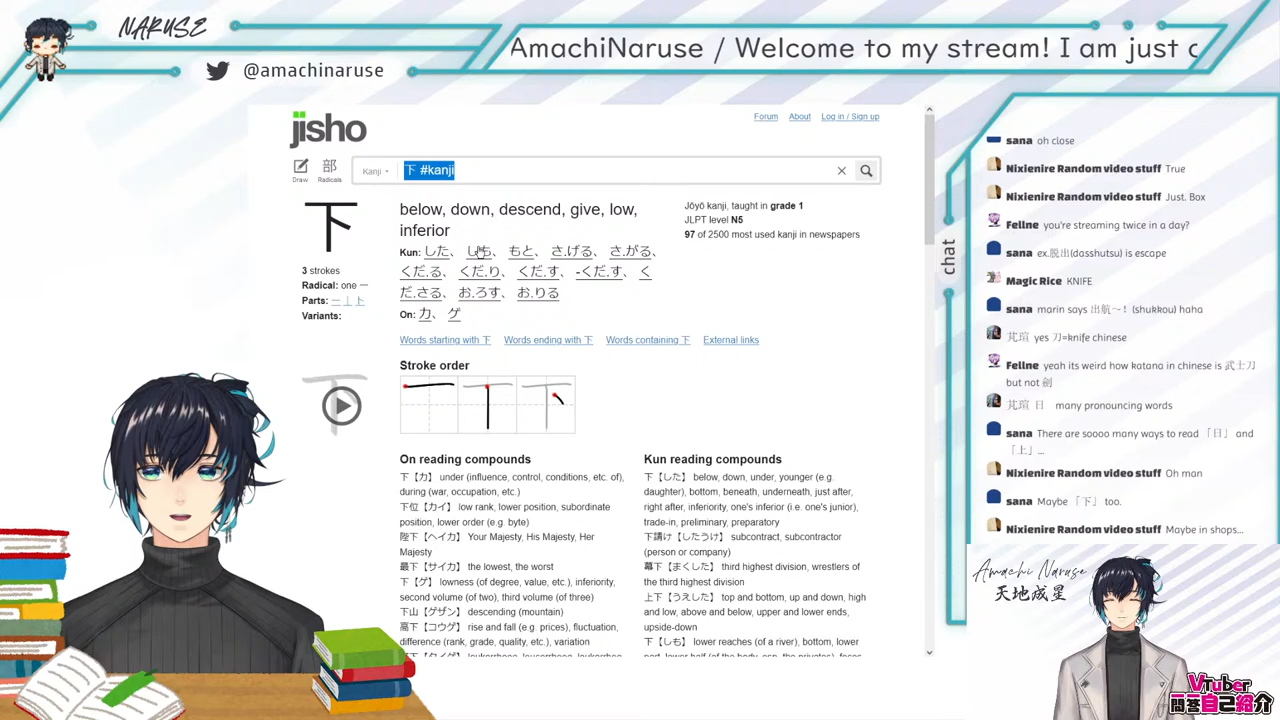 NARUSE
@amachinaruse
AmachiNaruse / Welcome to my stream! I am just c
jisho
Forum About Log in / Sign up
Draw
部
Radicals
Kanji
下 #kanji
下
3 strokes
Radical: one 一
Parts: 一 | 卜
Variants:
below, down, descend, give, low,
inferior
Kun: した、 しも、 もと、 さ.げる、 さ.がる、
くだ.る、 くだ.り、 くだ.す、 -くだ.す、 く
だ.さる、 お.ろす、 お.りる
On: カ、 ゲ
Jōyō kanji, taught in grade 1
JLPT level N5
97 of 2500 most used kanji in newspapers
Words starting with 下 Words ending with 下 Words containing 下 External links
Stroke order
On reading compounds
下【カ】 under (influence, control, conditions, etc. of),
during (war, occupation, etc.)
下位【カイ】 low rank, lower position, subordinate
position, lower order (e.g. byte)
陛下【ヘイカ】 Your Majesty, His Majesty, Her
Majesty
最下【サイカ】 the lowest, the worst
下【ゲ】 lowness (of degree, value, etc.), inferiority,
second volume (of two), third volume (of three)
下山【ゲザン】 descending (mountain)
高下【コウゲ】 rise and fall (e.g. prices), fluctuation,
difference (rank, grade, quality, etc.), variation
Kun reading compounds
下【した】 below, down, under, younger (e.g.
daughter), bottom, beneath, underneath, just after,
right after, inferiority, one's inferior (i.e. one's junior),
trade-in, preliminary, preparatory
下請け【したうけ】 subcontract, subcontractor
(person or company)
幕下【まくした】 third highest division, wrestlers of
the third highest division
上下【うえした】 top and bottom, up and down, high
and low, above and below, upper and lower ends,
upside-down
下【しも】 lower reaches (of a river), bottom, lower
chat
sana oh close
Nixienire Random video stuff True
Nixienire Random video stuff Just. Box
Fellne you're streaming twice in a day?
sana ex.脱出(dasshutsu) is escape
Magic Rice KNIFE
sana marin says 出航～！(shukkou) haha
芃瑄 yes 刀=knife chinese
Fellne yeah its weird how katana in chinese is 武士刀
but not 劍
芃瑄 日 many pronouncing words
sana There are soooo many ways to read 「日」 and
「上」...
Nixienire Random video stuff Oh man
sana Maybe 「下」 too.
Nixienire Random video stuff Maybe in shops...
Amachi Naruse
天地成星
VTuber
問答自己紹介